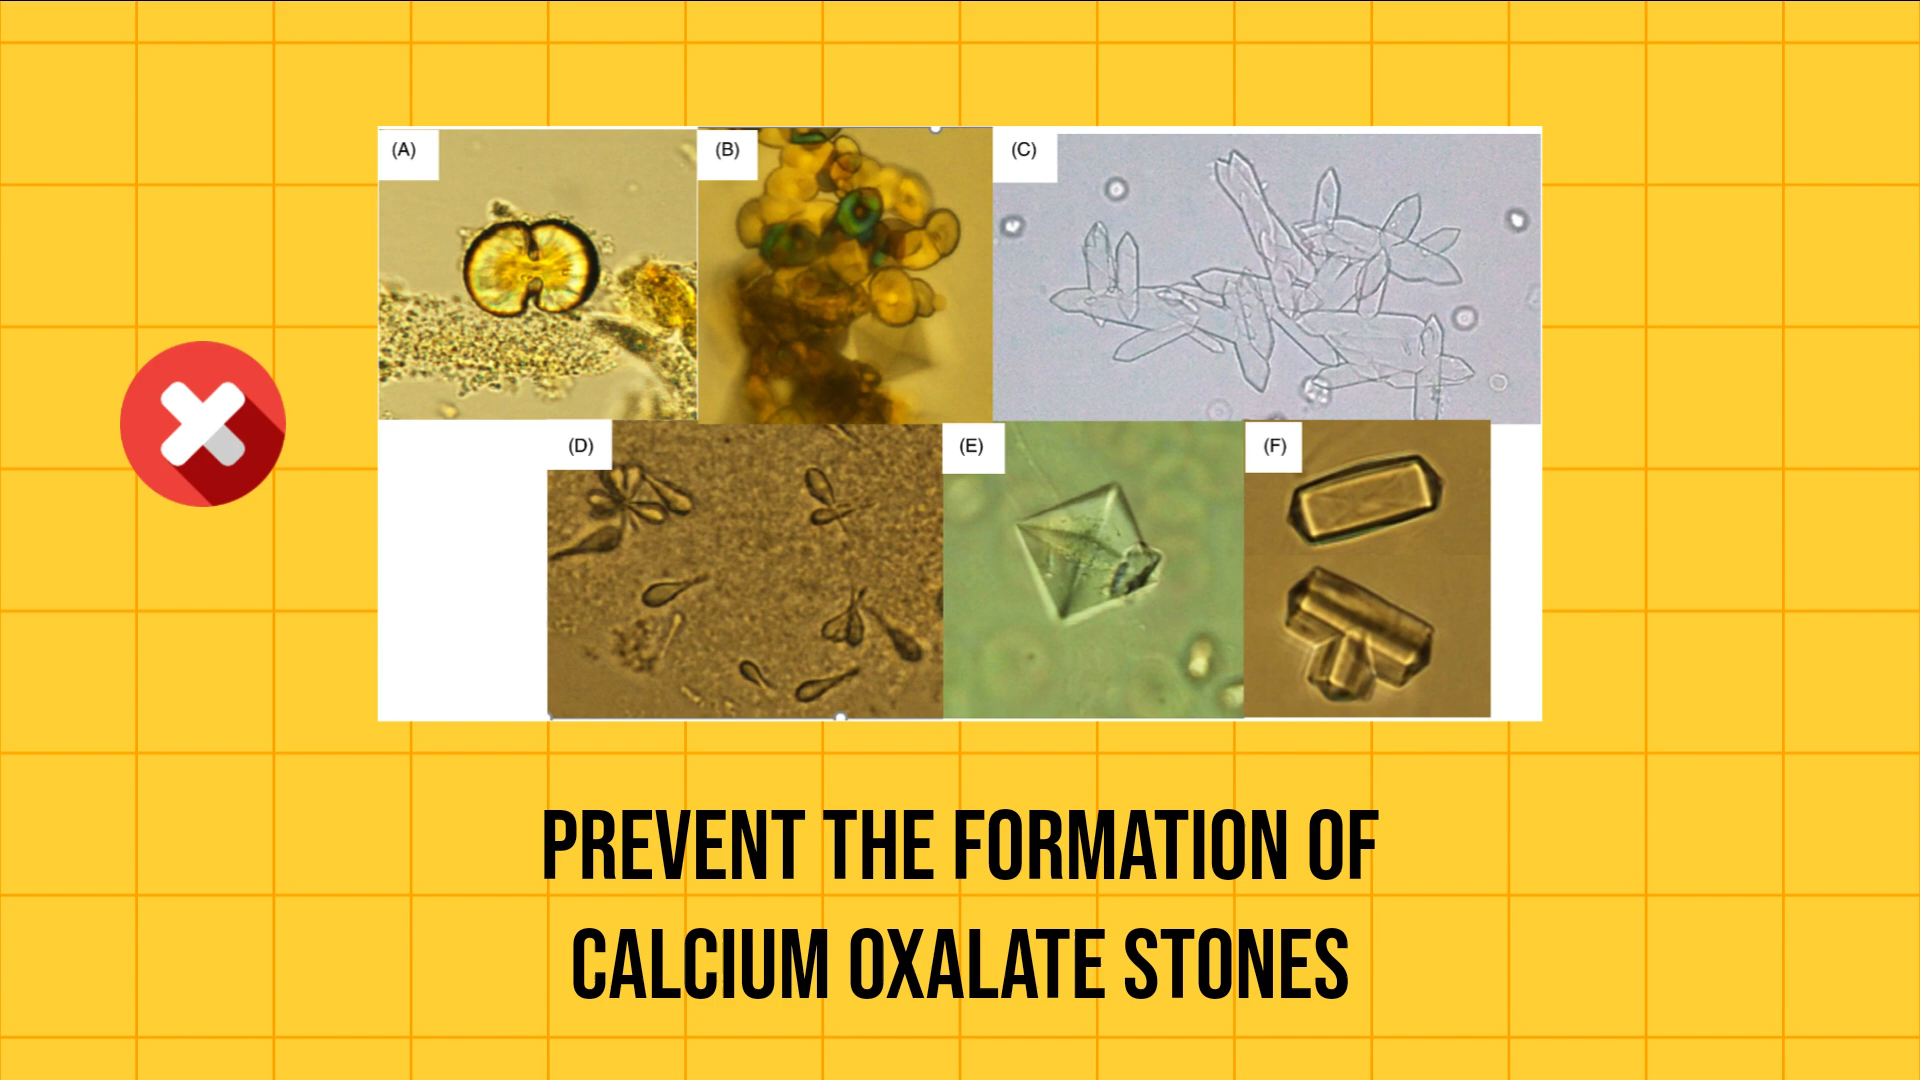 (A)
(B)
(C)
(D)
(E)
(F)
PREVENT THE FORMATION OF
CALCIUM OXALATE STONES